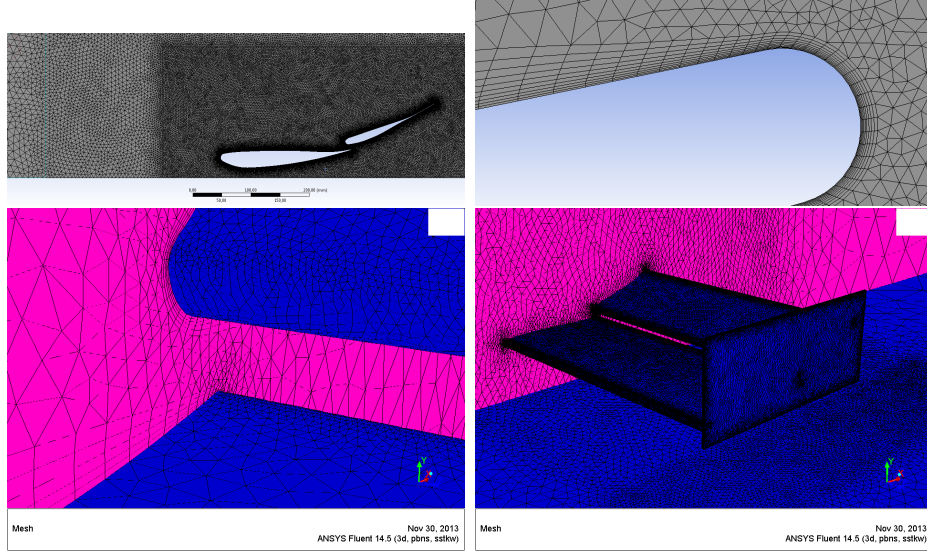 0.00 100.00 200.00 (mm)
50.00 150.00
Y
Y
Mesh
Nov 30, 2013
ANSYS Fluent 14.5 (3d, pbns, sstkw)
Mesh
Nov 30, 2013
ANSYS Fluent 14.5 (3d, pbns, sstkw)